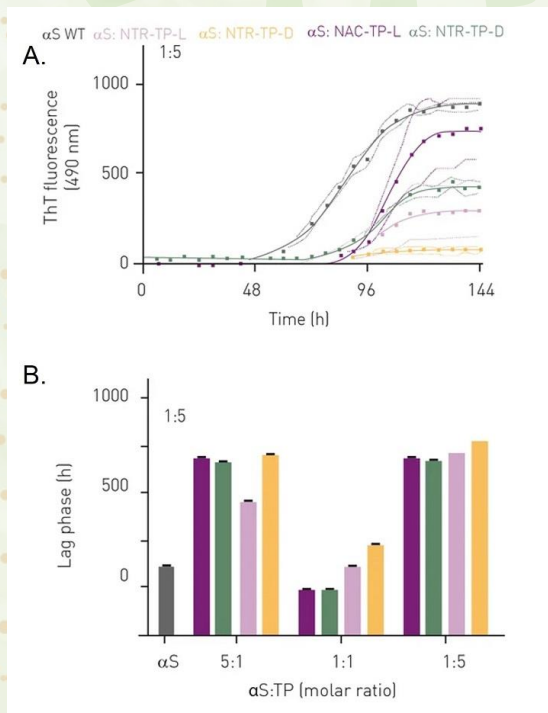 αS WT αS: NTR-TP-L αS: NTR-TP-D αS: NAC-TP-L αS: NTR-TP-D
A.
1:5
1000
500
0
ThT fluorescence
(490 nm)
0 48 96 144
Time (h)
B.
1:5
1000
500
0
Lag phase (h)
αS 5:1 1:1 1:5
αS:TP (molar ratio)